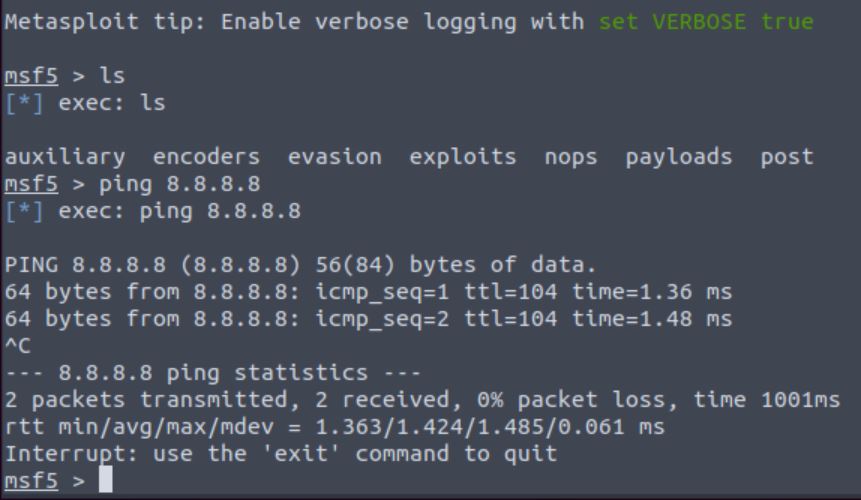 Metasploit tip: Enable verbose logging with set VERBOSE true
msf5 > ls
[*] exec: ls
auxiliary  encoders  evasion  exploits  nops  payloads  post
msf5 > ping 8.8.8.8
[*] exec: ping 8.8.8.8
PING 8.8.8.8 (8.8.8.8) 56(84) bytes of data.
64 bytes from 8.8.8.8: icmp_seq=1 ttl=104 time=1.36 ms
64 bytes from 8.8.8.8: icmp_seq=2 ttl=104 time=1.48 ms
^C
--- 8.8.8.8 ping statistics ---
2 packets transmitted, 2 received, 0% packet loss, time 1001ms
rtt min/avg/max/mdev = 1.363/1.424/1.485/0.061 ms
Interrupt: use the 'exit' command to quit
msf5 >